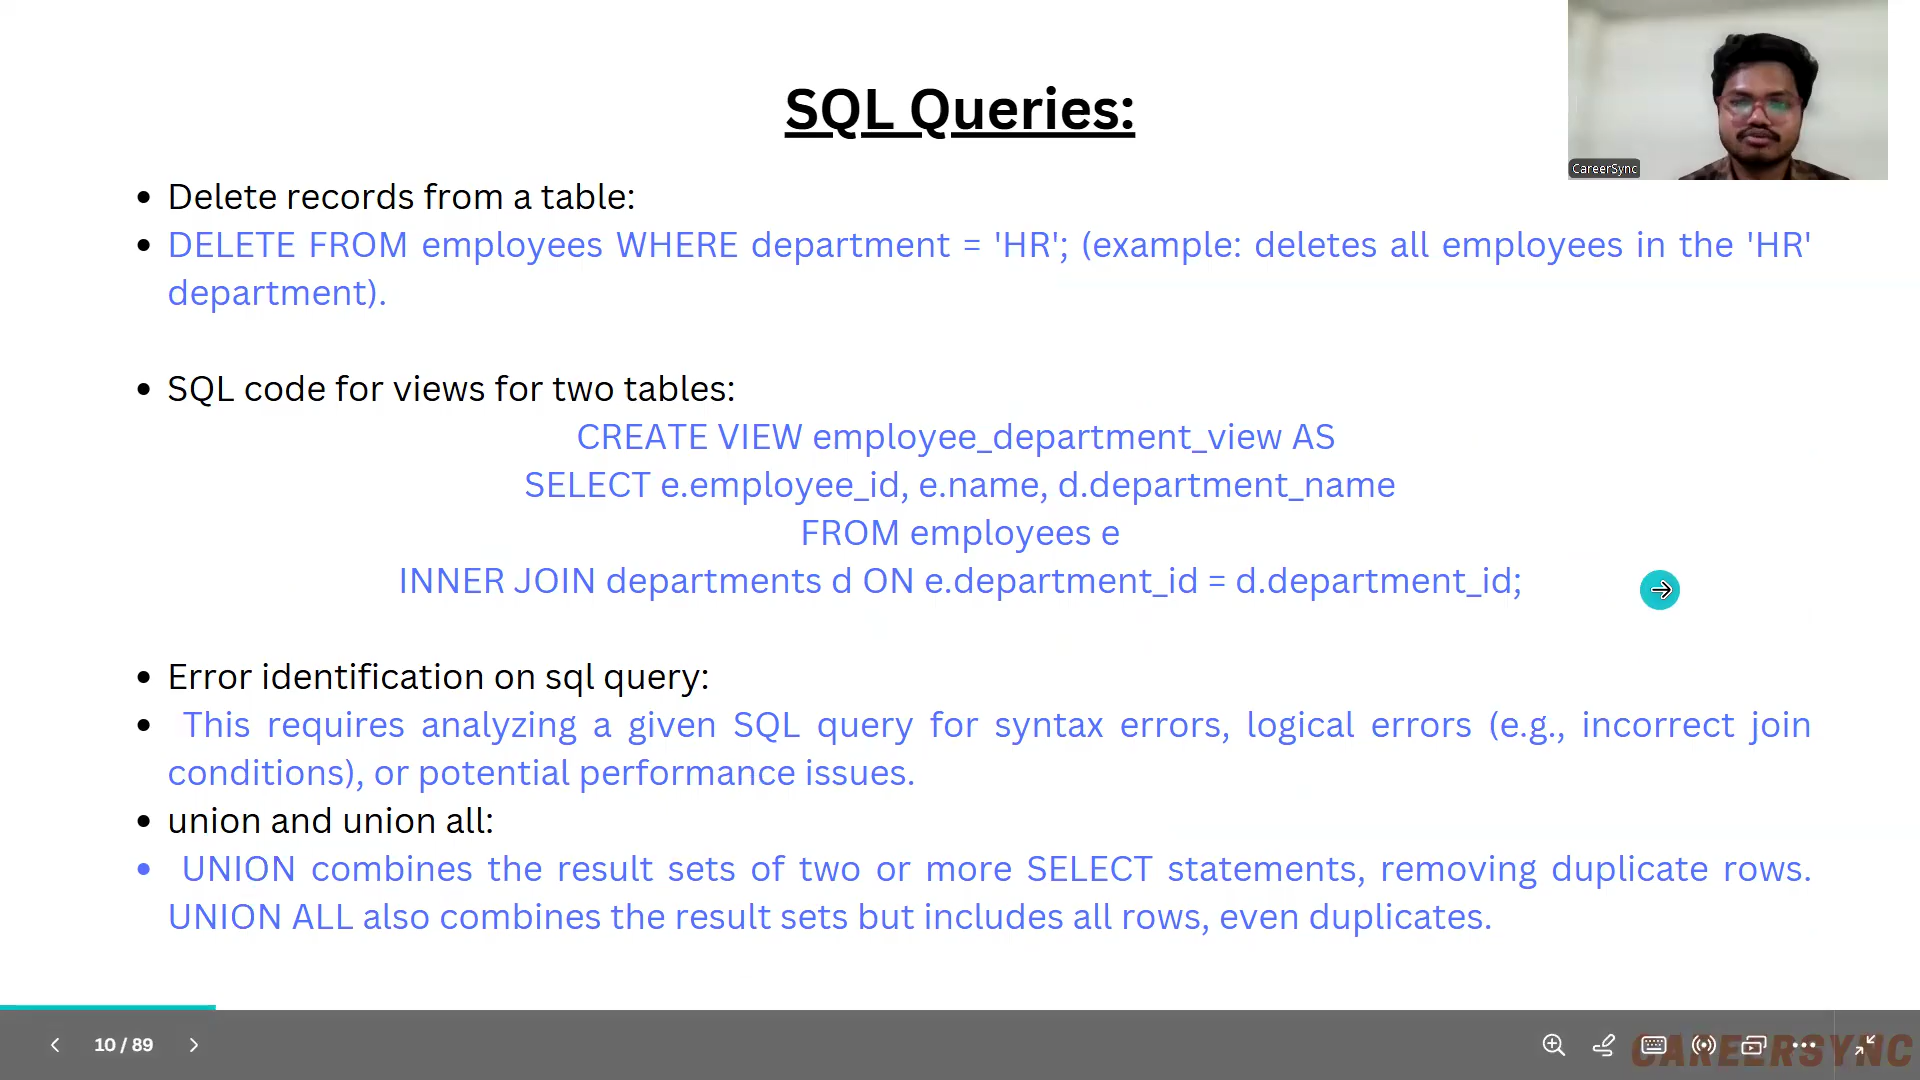 SQL Queries:
CareerSync
• Delete records from a table:
• DELETE FROM employees WHERE department = 'HR'; (example: deletes all employees in the 'HR'
department).
• SQL code for views for two tables:
CREATE VIEW employee_department_view AS
SELECT e.employee_id, e.name, d.department_name
FROM employees e
INNER JOIN departments d ON e.department_id = d.department_id;
• Error identification on sql query:
• This requires analyzing a given SQL query for syntax errors, logical errors (e.g., incorrect join
conditions), or potential performance issues.
• union and union all:
• UNION combines the result sets of two or more SELECT statements, removing duplicate rows.
UNION ALL also combines the result sets but includes all rows, even duplicates.
10 / 89
CAREERSYNC